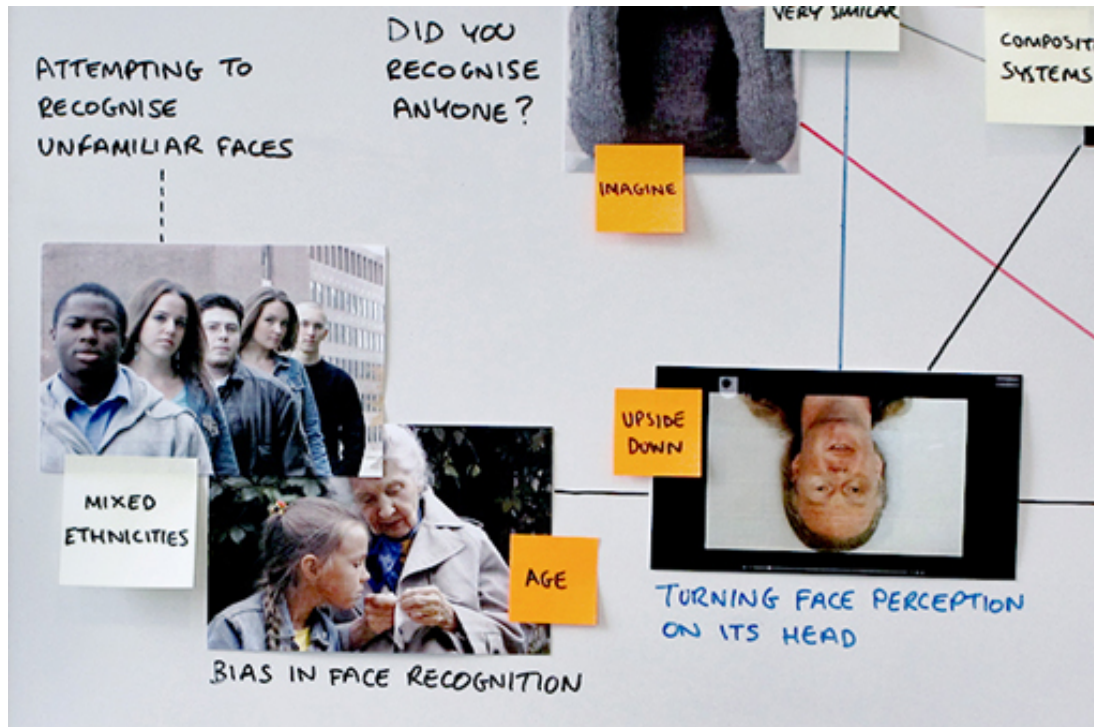 ATTEMPTING TO
RECOGNISE
UNFAMILIAR FACES
DID YOU
RECOGNISE
ANYONE?
VERY SIMILAR
SYSTEMS
IMAGINE
MIXED
ETHNICITIES
AGE
BIAS IN FACE RECOGNITION
UPSIDE
DOWN
TURNING FACE PERCEPTION
ON ITS HEAD